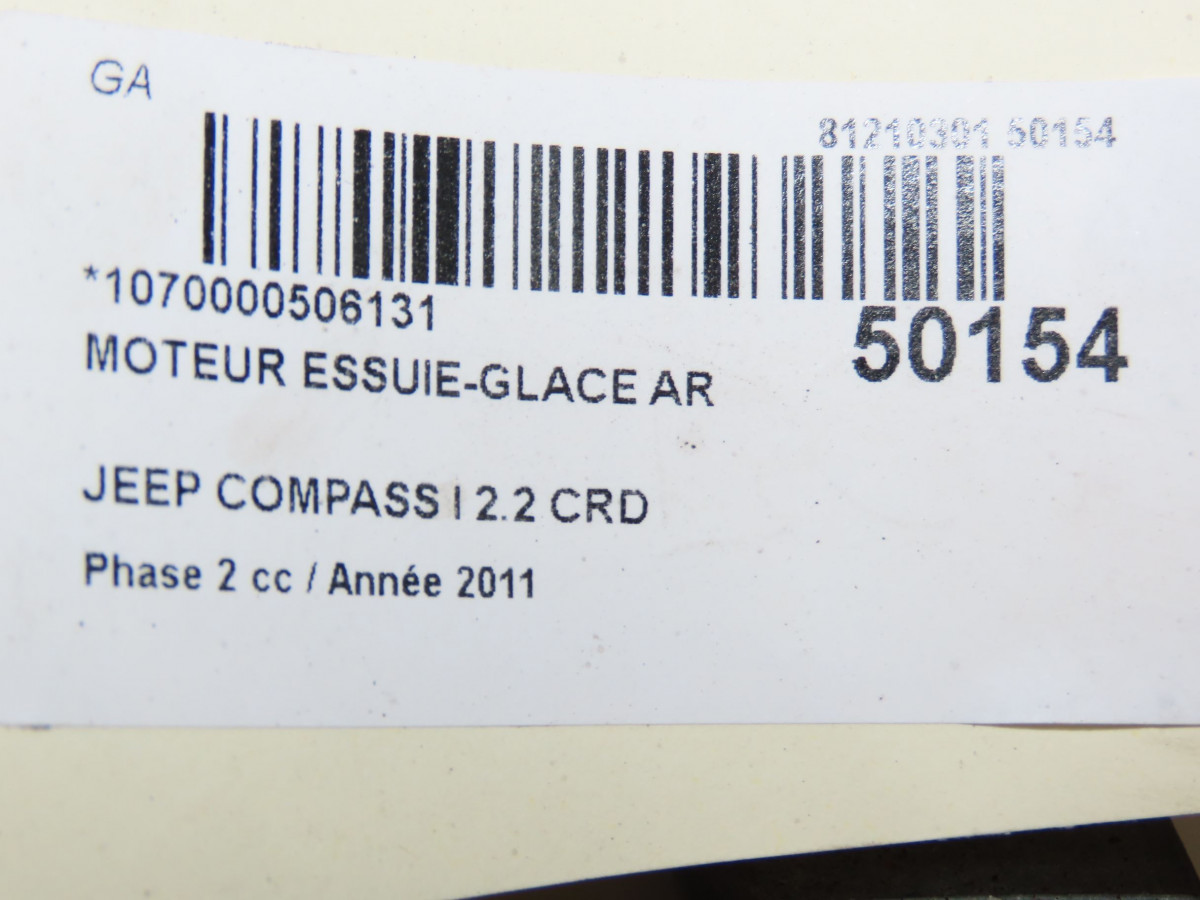 GA
81210301 50154
*1070000506131
50154
MOTEUR ESSUIE-GLACE AR
JEEP COMPASS I 2.2 CRD
Phase 2 cc / Année 2011